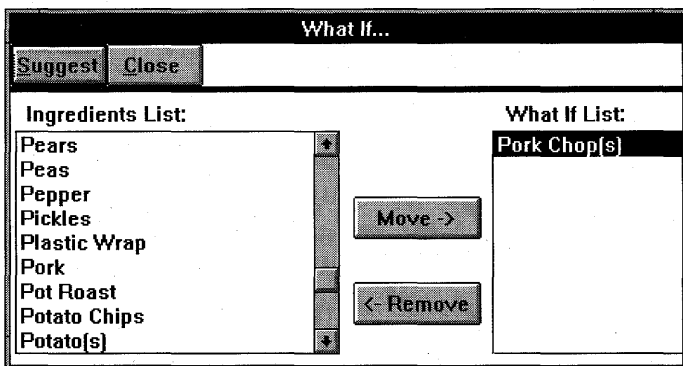 What If...
Suggest Close
Ingredients List: What If List:
Pears Pork Chop(s)
Peas
Pepper
Pickles Move ->
Plastic Wrap
Pork
Pot Roast <- Remove
Potato Chips
Potato(s)